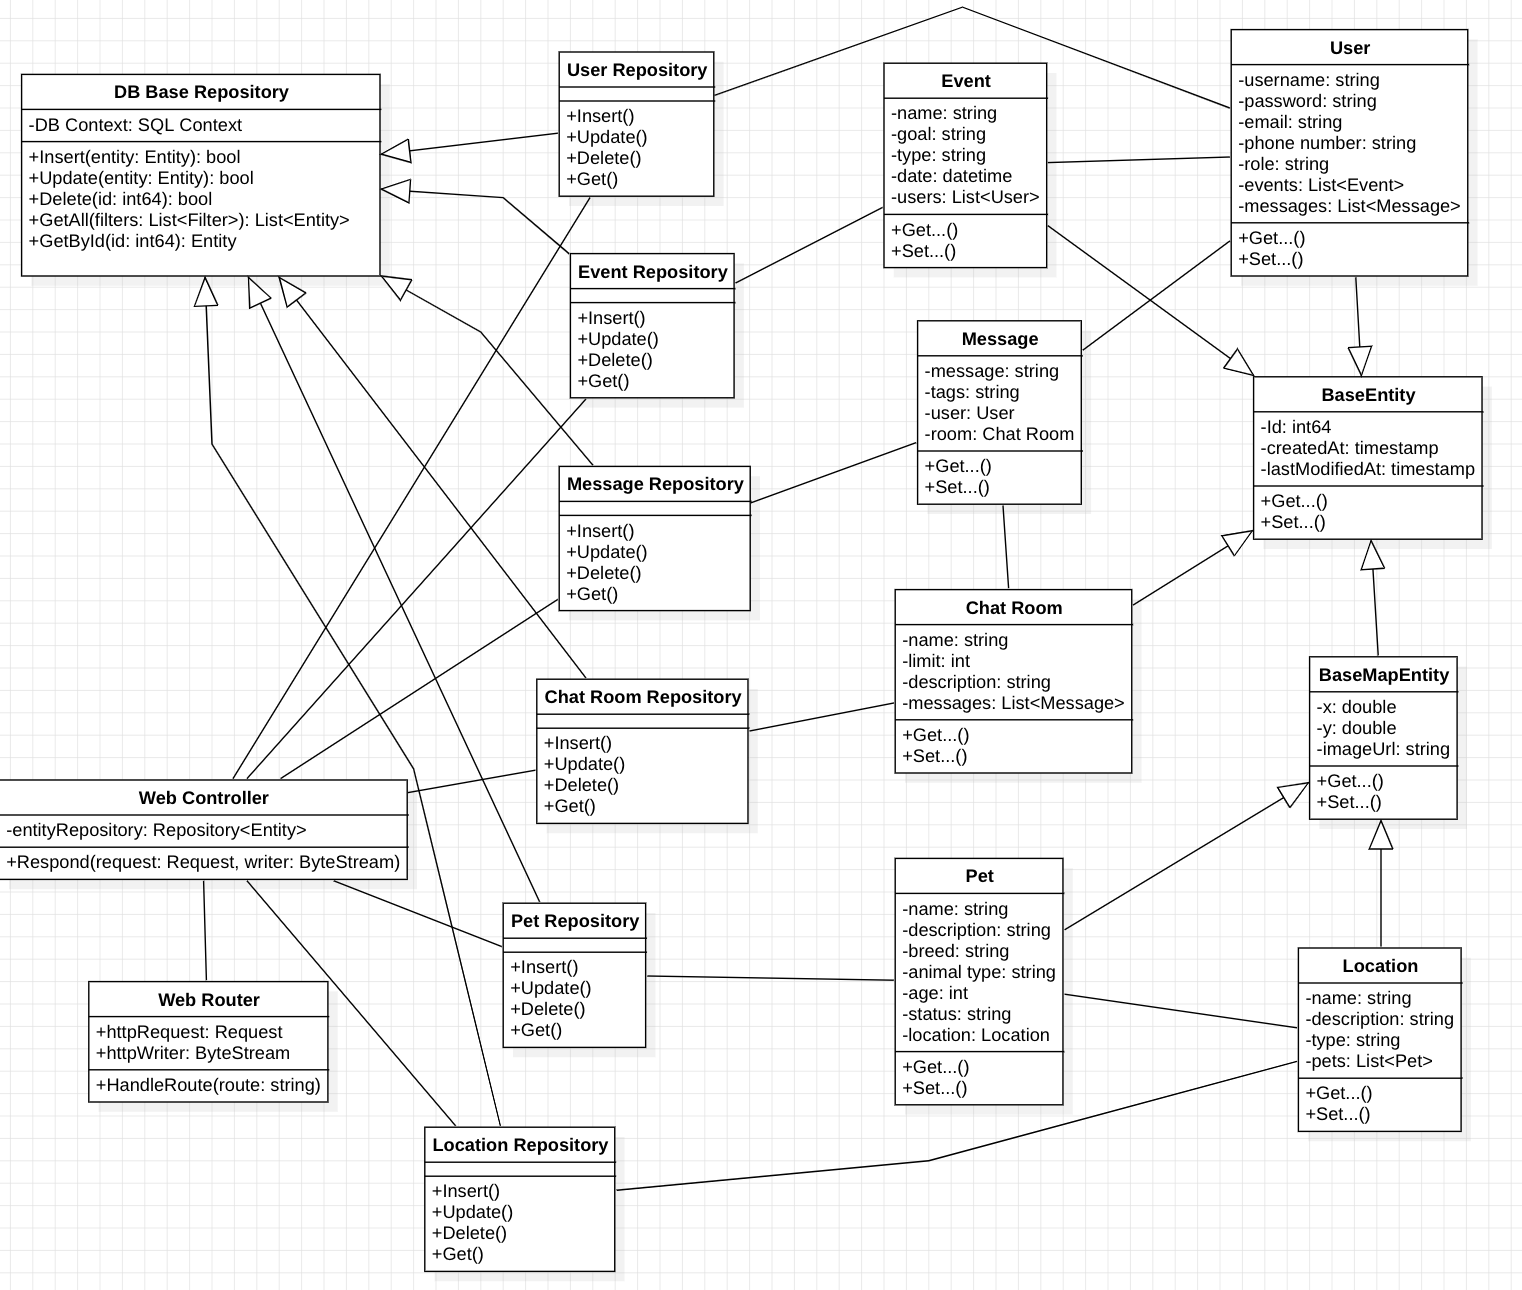 DB Base Repository
-DB Context: SQL Context
+Insert(entity: Entity): bool
+Update(entity: Entity): bool
+Delete(id: int64): bool
+GetAll(filters: List<Filter>): List<Entity>
+GetById(id: int64): Entity
User Repository
+Insert()
+Update()
+Delete()
+Get()
Event
-name: string
-goal: string
-type: string
-date: datetime
-users: List<User>
+Get...()
+Set...()
User
-username: string
-password: string
-email: string
-phone number: string
-role: string
-events: List<Event>
-messages: List<Message>
+Get...()
+Set...()
Event Repository
+Insert()
+Update()
+Delete()
+Get()
Message
-message: string
-tags: string
-user: User
-room: Chat Room
+Get...()
+Set...()
BaseEntity
-Id: int64
-createdAt: timestamp
-lastModifiedAt: timestamp
+Get...()
+Set...()
Message Repository
+Insert()
+Update()
+Delete()
+Get()
Chat Room
-name: string
-limit: int
-description: string
-messages: List<Message>
+Get...()
+Set...()
BaseMapEntity
-x: double
-y: double
-imageUrl: string
+Get...()
+Set...()
Chat Room Repository
+Insert()
+Update()
+Delete()
+Get()
Web Controller
-entityRepository: Repository<Entity>
+Respond(request: Request, writer: ByteStream)
Pet Repository
+Insert()
+Update()
+Delete()
+Get()
Pet
-name: string
-description: string
-breed: string
-animal type: string
-age: int
-status: string
-location: Location
+Get...()
+Set...()
Location
-name: string
-description: string
-type: string
-pets: List<Pet>
+Get...()
+Set...()
Web Router
+httpRequest: Request
+httpWriter: ByteStream
+HandleRoute(route: string)
Location Repository
+Insert()
+Update()
+Delete()
+Get()